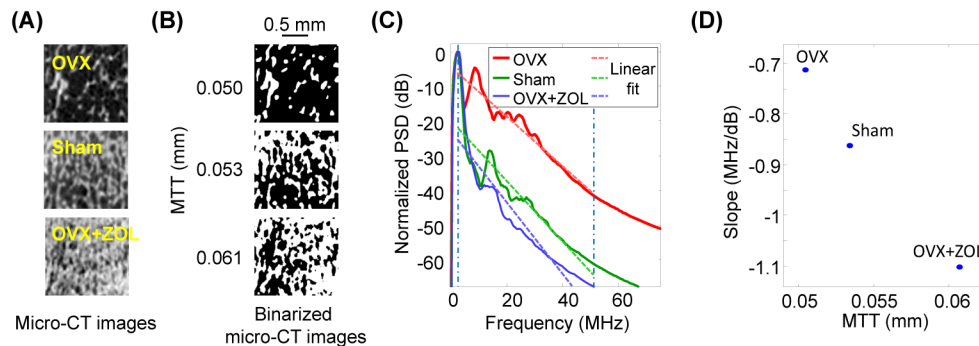 (A)
OVX
Sham
OVX+ZOL
Micro-CT images
(B)
0.5 mm
MTT (mm)
0.050
0.053
0.061
Binarized
micro-CT images
(C)
Normalized PSD (dB)
0
-10
-20
-30
-40
-50
-60
OVX
Sham
OVX+ZOL
Linear
fit
0 20 40 60
Frequency (MHz)
(D)
Slope (MHz/dB)
-0.7
-0.8
-0.9
-1
-1.1
OVX
Sham
OVX+ZOL
0.05 0.055 0.06
MTT (mm)